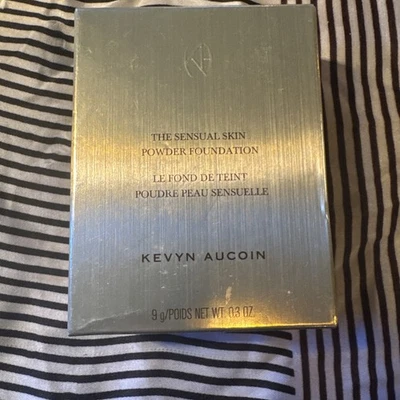 THE SENSUAL SKIN
POWDER FOUNDATION
LE FOND DE TEINT
POUDRE PEAU SENSUELLE
KEVYN AUCOIN
9 g/POIDS NET WT. 0.3 OZ.